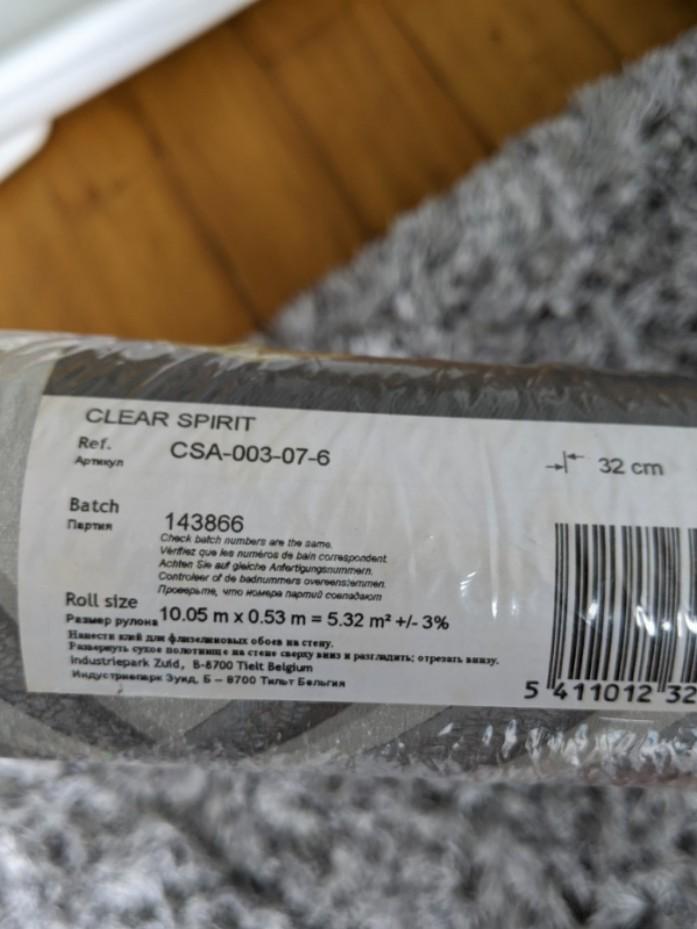 CLEAR SPIRIT
Ref. CSA-003-07-6
Артикул
32 cm
Batch
Партия 143866
Check batch numbers are the same.
Vérifiez que les numéros de bain correspondent.
Achten Sie auf gleiche Anfertigungsnummern.
Controleer of de badnummers overeenstemmen.
Проверьте, что номера партий совпадают
Roll size
Размер рулона 10.05 m x 0.53 m = 5.32 m² +/- 3%
Нанести клей для флизелиновых обоев на стену.
Развернуть сухое полотнище на стене сверху вниз и разгладить; отрезать внизу.
Industriepark Zuid, B-8700 Tielt Belgium
Индустриепарк Зуид, Б – 8700 Тильт Бельгия
5 411012 32